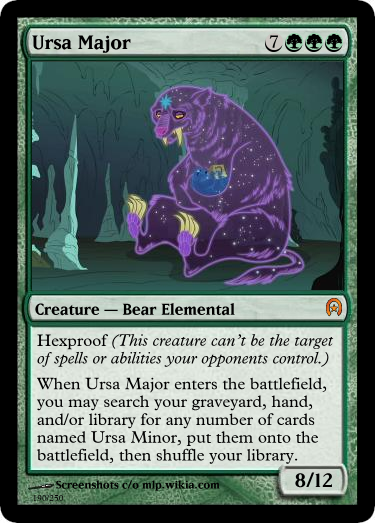 Ursa Major 7
Creature — Bear Elemental
Hexproof (This creature can't be the target
of spells or abilities your opponents control.)
When Ursa Major enters the battlefield,
you may search your graveyard, hand,
and/or library for any number of cards
named Ursa Minor, put them onto the
battlefield, then shuffle your library.
Screenshots c/o mlp.wikia.com
190/250
8/12